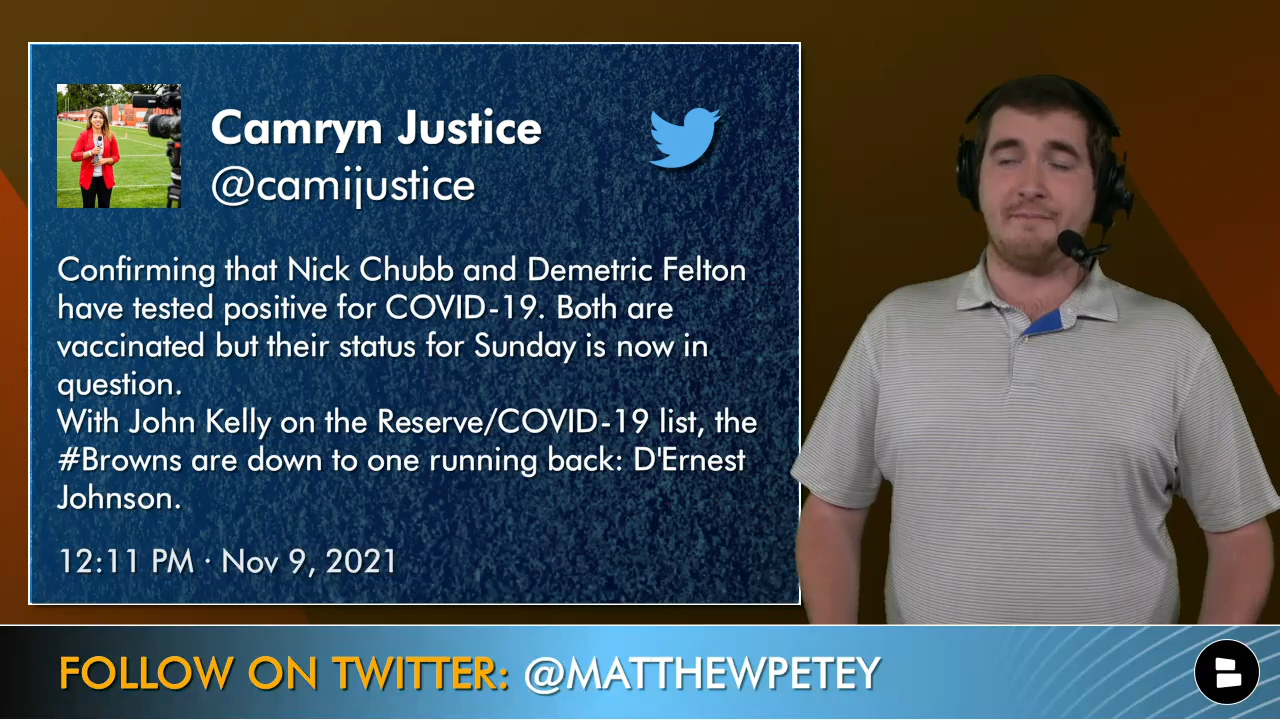 Camryn Justice
@camijustice
Confirming that Nick Chubb and Demetric Felton
have tested positive for COVID-19. Both are
vaccinated but their status for Sunday is now in
question.
With John Kelly on the Reserve/COVID-19 list, the
#Browns are down to one running back: D'Ernest
Johnson.
12:11 PM · Nov 9, 2021
FOLLOW ON TWITTER: @MATTHEWPETEY